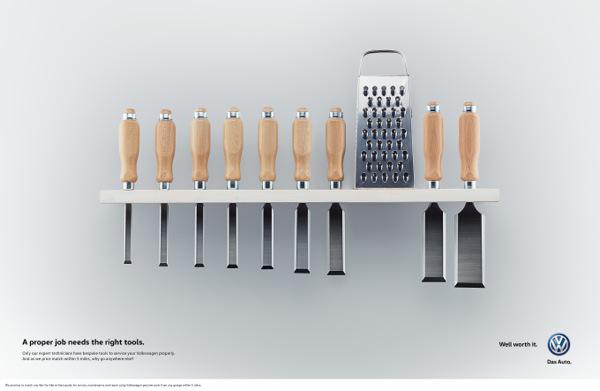 A proper job needs the right tools.
Only our expert technicians have bespoke tools to service your Volkswagen properly.
And as we price match within 5 miles, why go anywhere else?
Well worth it.
Das Auto.